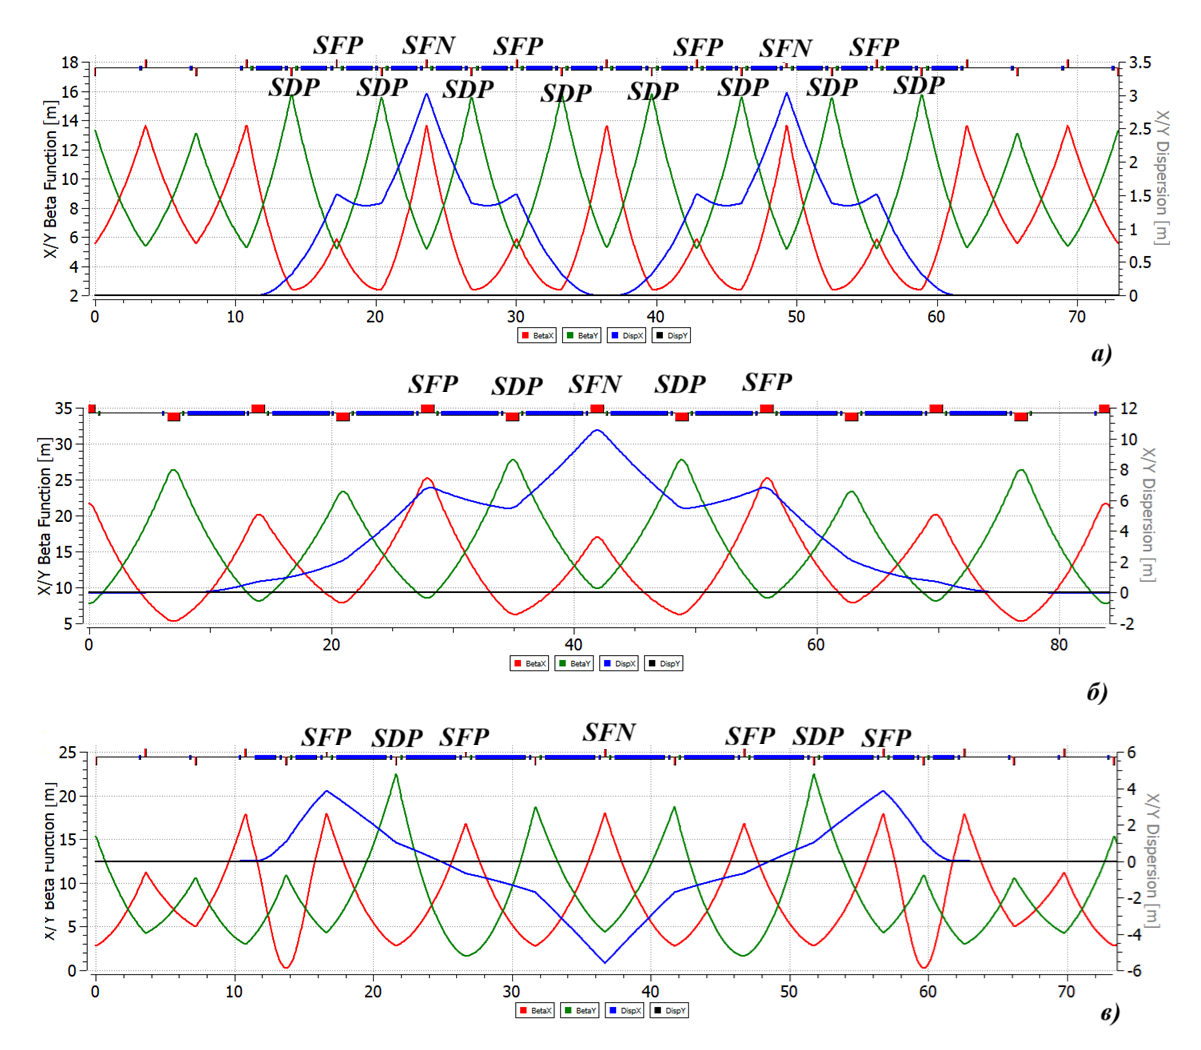 SFP SFN SFP SFP SFN SFP
SDP SDP SDP SDP SDP SDP SDP SDP
18 16 14 12 10 8 6 4 2
X/Y Beta Function [m]
3.5 3 2.5 2 1.5 1 0.5 0
X/Y Dispersion [m]
0 10 20 30 40 50 60 70
BetaX BetaY DispX DispY
а)
SFP SDP SFN SDP SFP
35 30 25 20 15 10 5
X/Y Beta Function [m]
12 10 8 6 4 2 0 -2
X/Y Dispersion [m]
0 20 40 60 80
BetaX BetaY DispX DispY
б)
SFP SDP SFP SFN SFP SDP SFP
25 20 15 10 5 0
X/Y Beta Function [m]
6 4 2 0 -2 -4 -6
X/Y Dispersion [m]
0 10 20 30 40 50 60 70
BetaX BetaY DispX DispY
в)